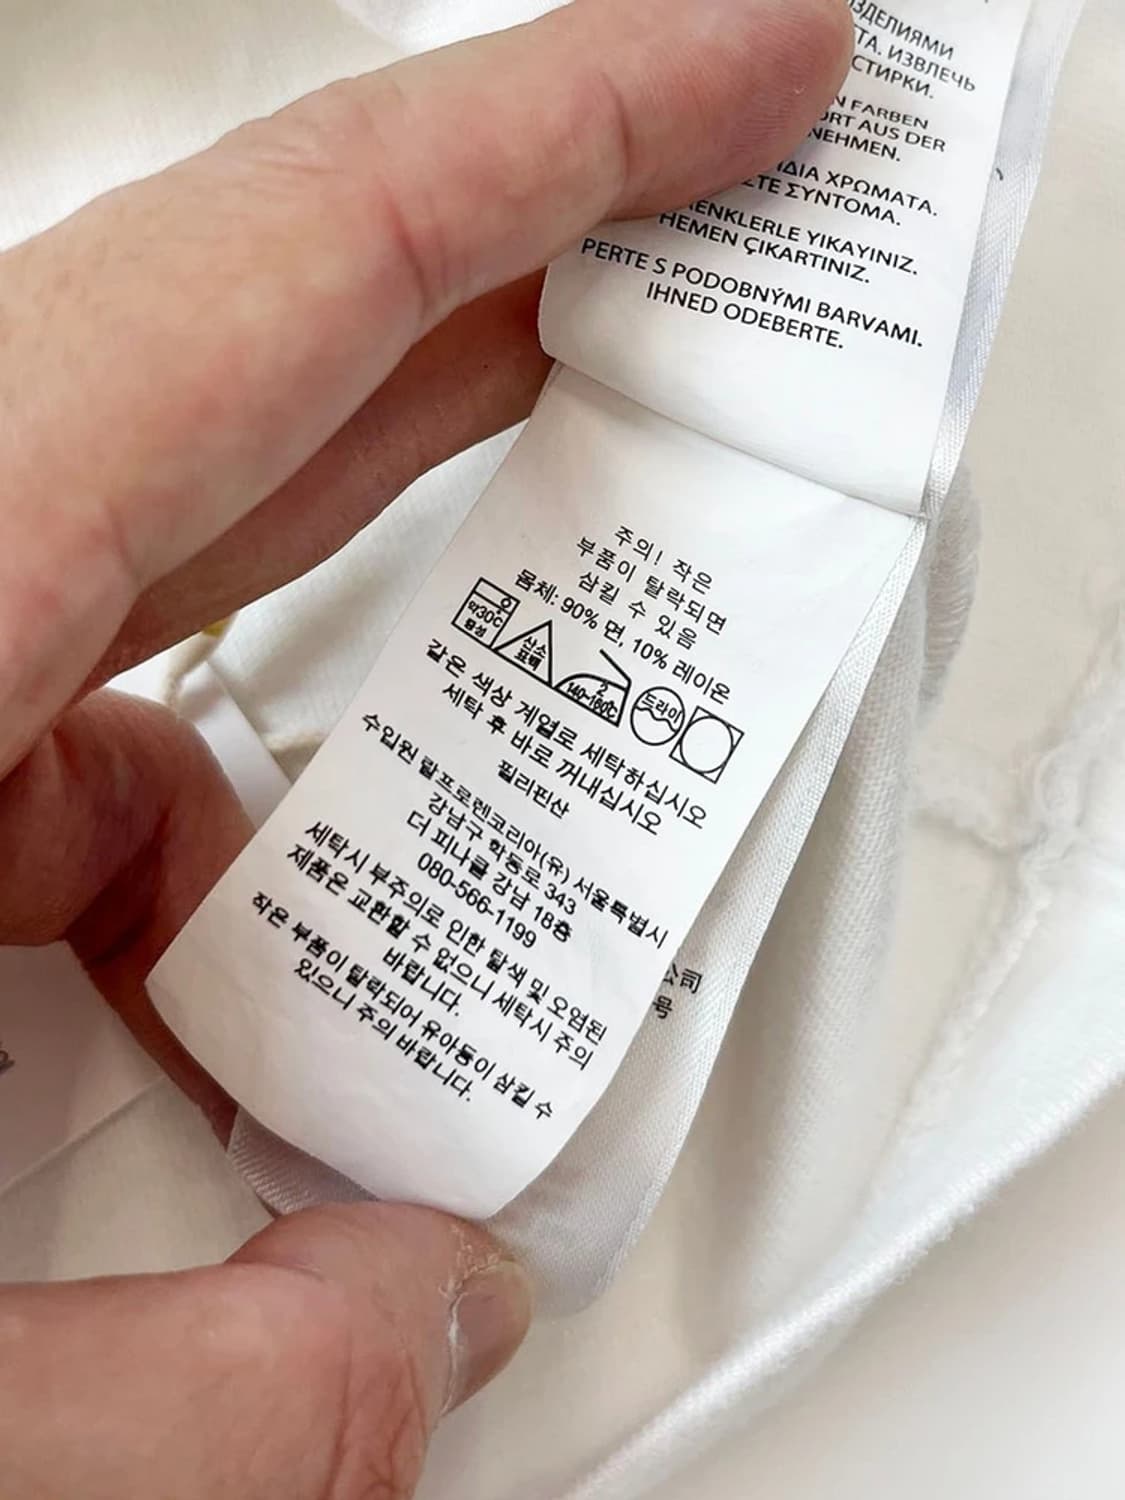 ИЗДЕЛИЯМИ
ИЗВЛЕЧЬ
СТИРКИ.
FARBEN
AUS DER
ΧΡΩΜΑΤΑ.
ΣΥΝΤΟΜΑ.
YIKAYINIZ.
HEMEN ÇIKARTINIZ.
PERTE S PODOBNÝMI BARVAMI.
IHNED ODEBERTE.
주의! 작은
부품이 탈락되면
삼킬 수 있음
몸체: 90% 면, 10% 레이온
약30℃
중성
산소
표백
2
140~160℃
드라이
같은 색상 계열로 세탁하십시오
세탁 후 바로 꺼내십시오
필리핀산
수입원 랄프로렌코리아(유) 서울특별시
강남구 학동로 343
더 피나클 강남 18층
080-566-1199
세탁시 부주의로 인한 탈색 및 오염된
제품은 교환할 수 없으니 세탁시 주의
바랍니다.
작은 부품이 탈락되어 유아동이 삼킬 수
있으니 주의 바랍니다.
公司
号